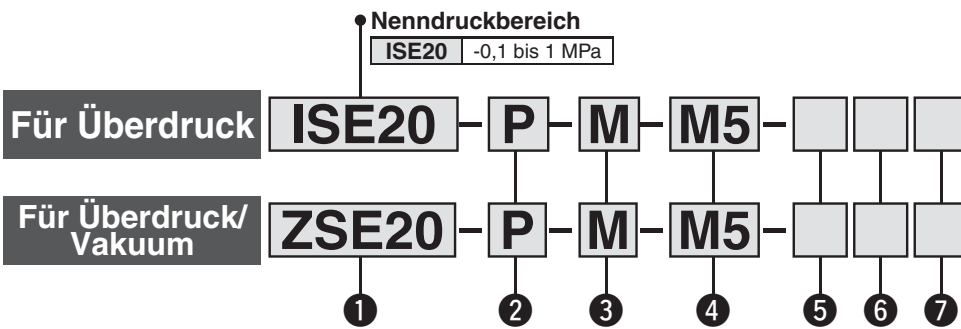 Nenndruckbereich
ISE20 -0,1 bis 1 MPa
Für Überdruck ISE20 - P - M - M5 -
Für Überdruck/
Vakuum ZSE20 - P - M - M5 -
1 2 3 4 5 6 7